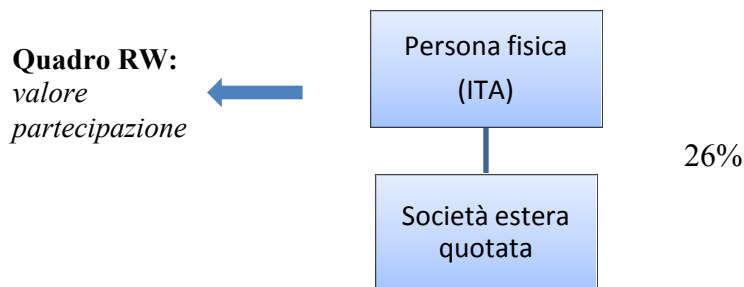 Quadro RW:
valore
partecipazione
Persona fisica
(ITA)
26%
Società estera
quotata